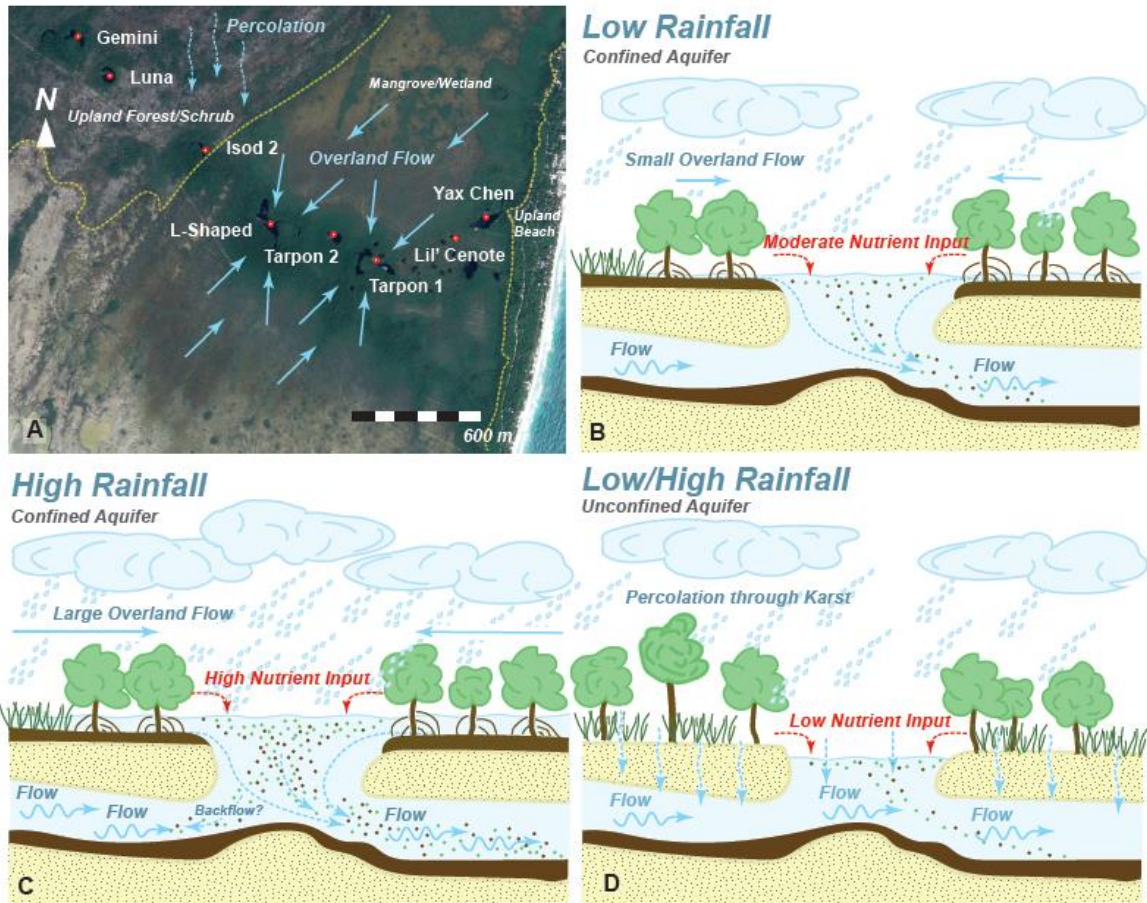 Gemini
Percolation
Luna
N
Mangrove/Wetland
Upland Forest/Schrub
Isod 2
Overland Flow
Yax Chen
L-Shaped
Upland
Beach
Tarpon 2
Lil' Cenote
Tarpon 1
600 m
A
Low Rainfall
Confined Aquifer
Small Overland Flow
Moderate Nutrient Input
Flow
Flow
B
High Rainfall
Confined Aquifer
Large Overland Flow
High Nutrient Input
Flow
Flow
Backflow?
Flow
C
Low/High Rainfall
Unconfined Aquifer
Percolation through Karst
Low Nutrient Input
Flow
Flow
Flow
D